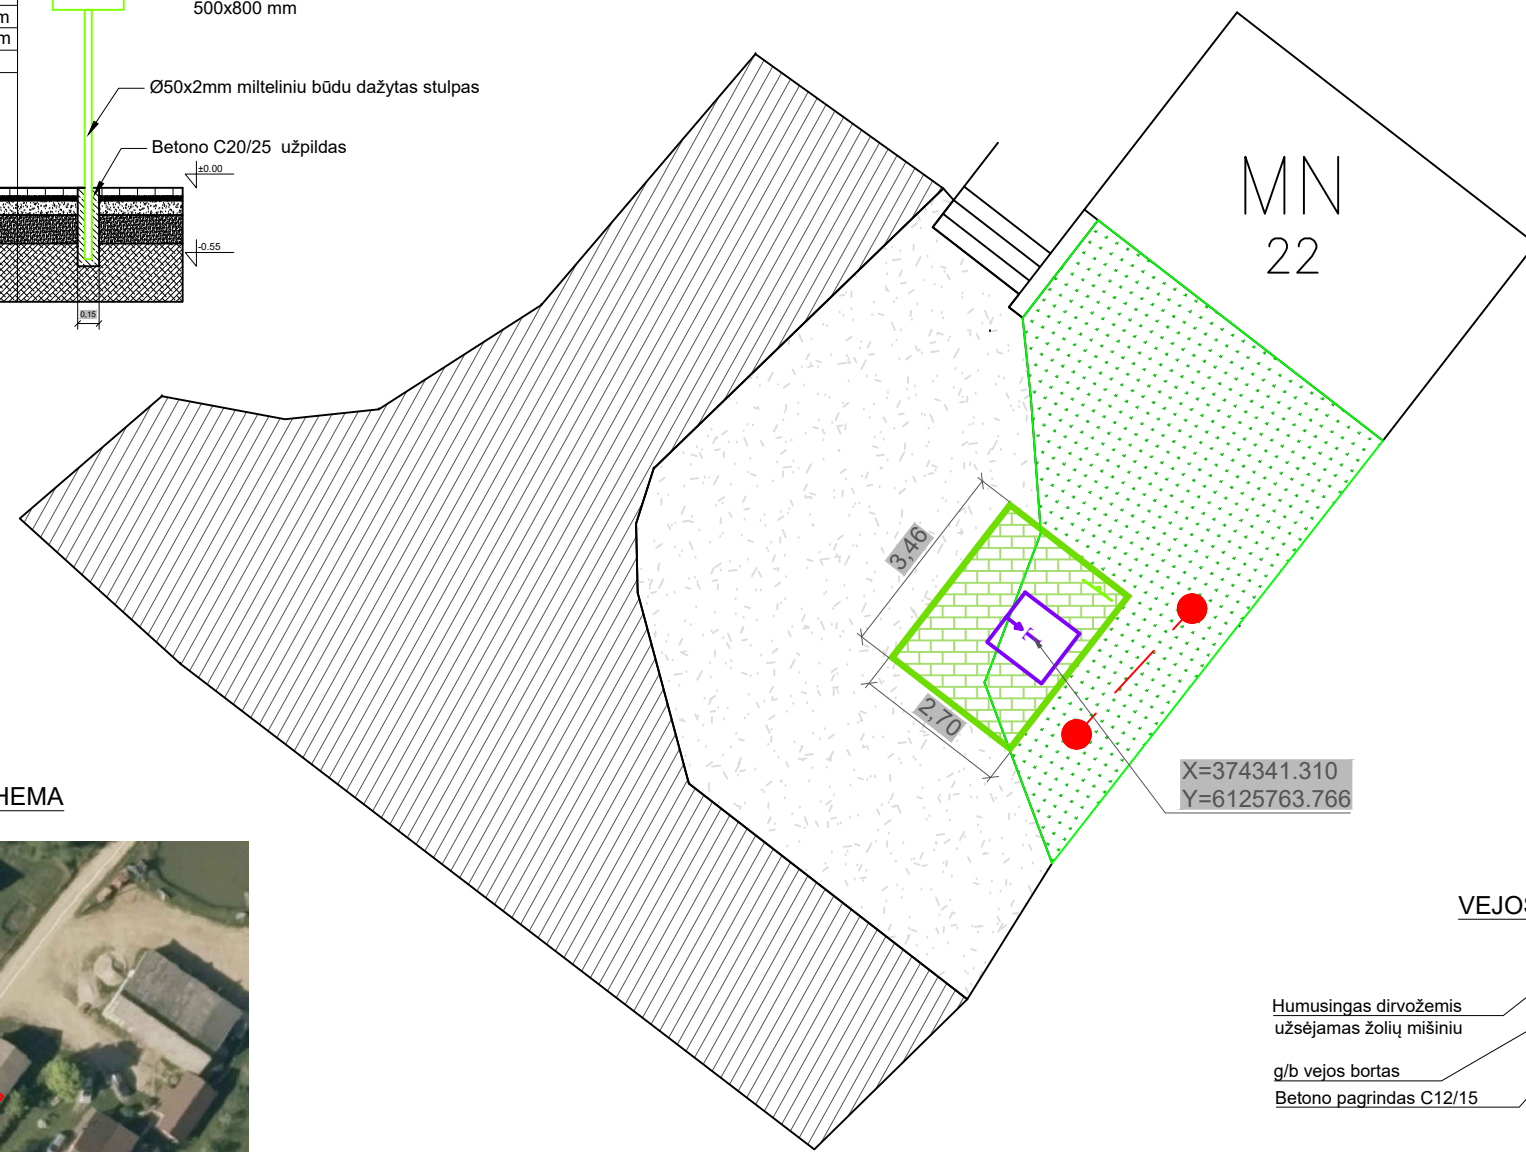 500x800 mm
m
m
Ø50x2mm milteliniu būdu dažytas stulpas
Betono C20/25 užpildas
±0.00
-0.55
0,15
MN
22
3,46
2,70
X=374341.310
Y=6125763.766
HEMA
VEJOS
Humusingas dirvožemis
užsėjamas žolių mišiniu
g/b vejos bortas
Betono pagrindas C12/15